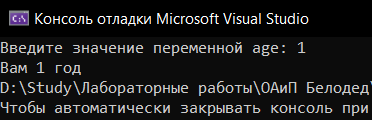 Консоль отладки Microsoft Visual Studio
Введите значение переменной age: 1
Вам 1 год
D:\Study\Лабораторные работы\ОАиП Белодед\
Чтобы автоматически закрывать консоль при